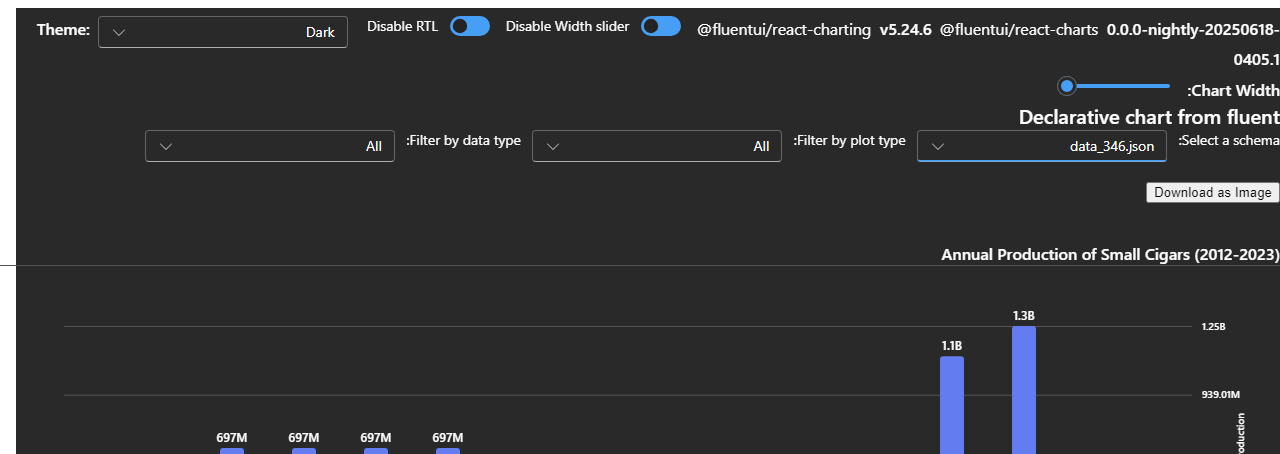 Theme: Dark Disable RTL Disable Width slider @fluentui/react-charting v5.24.6 @fluentui/react-charts 0.0.0-nightly-20250618-
0405.1
:Chart Width
Declarative chart from fluent
:Select a schema data_346.json :Filter by plot type All :Filter by data type All
Download as Image
Annual Production of Small Cigars (2012-2023)
1.3B
1.25B
1.1B
939.01M
697M 697M 697M 697M